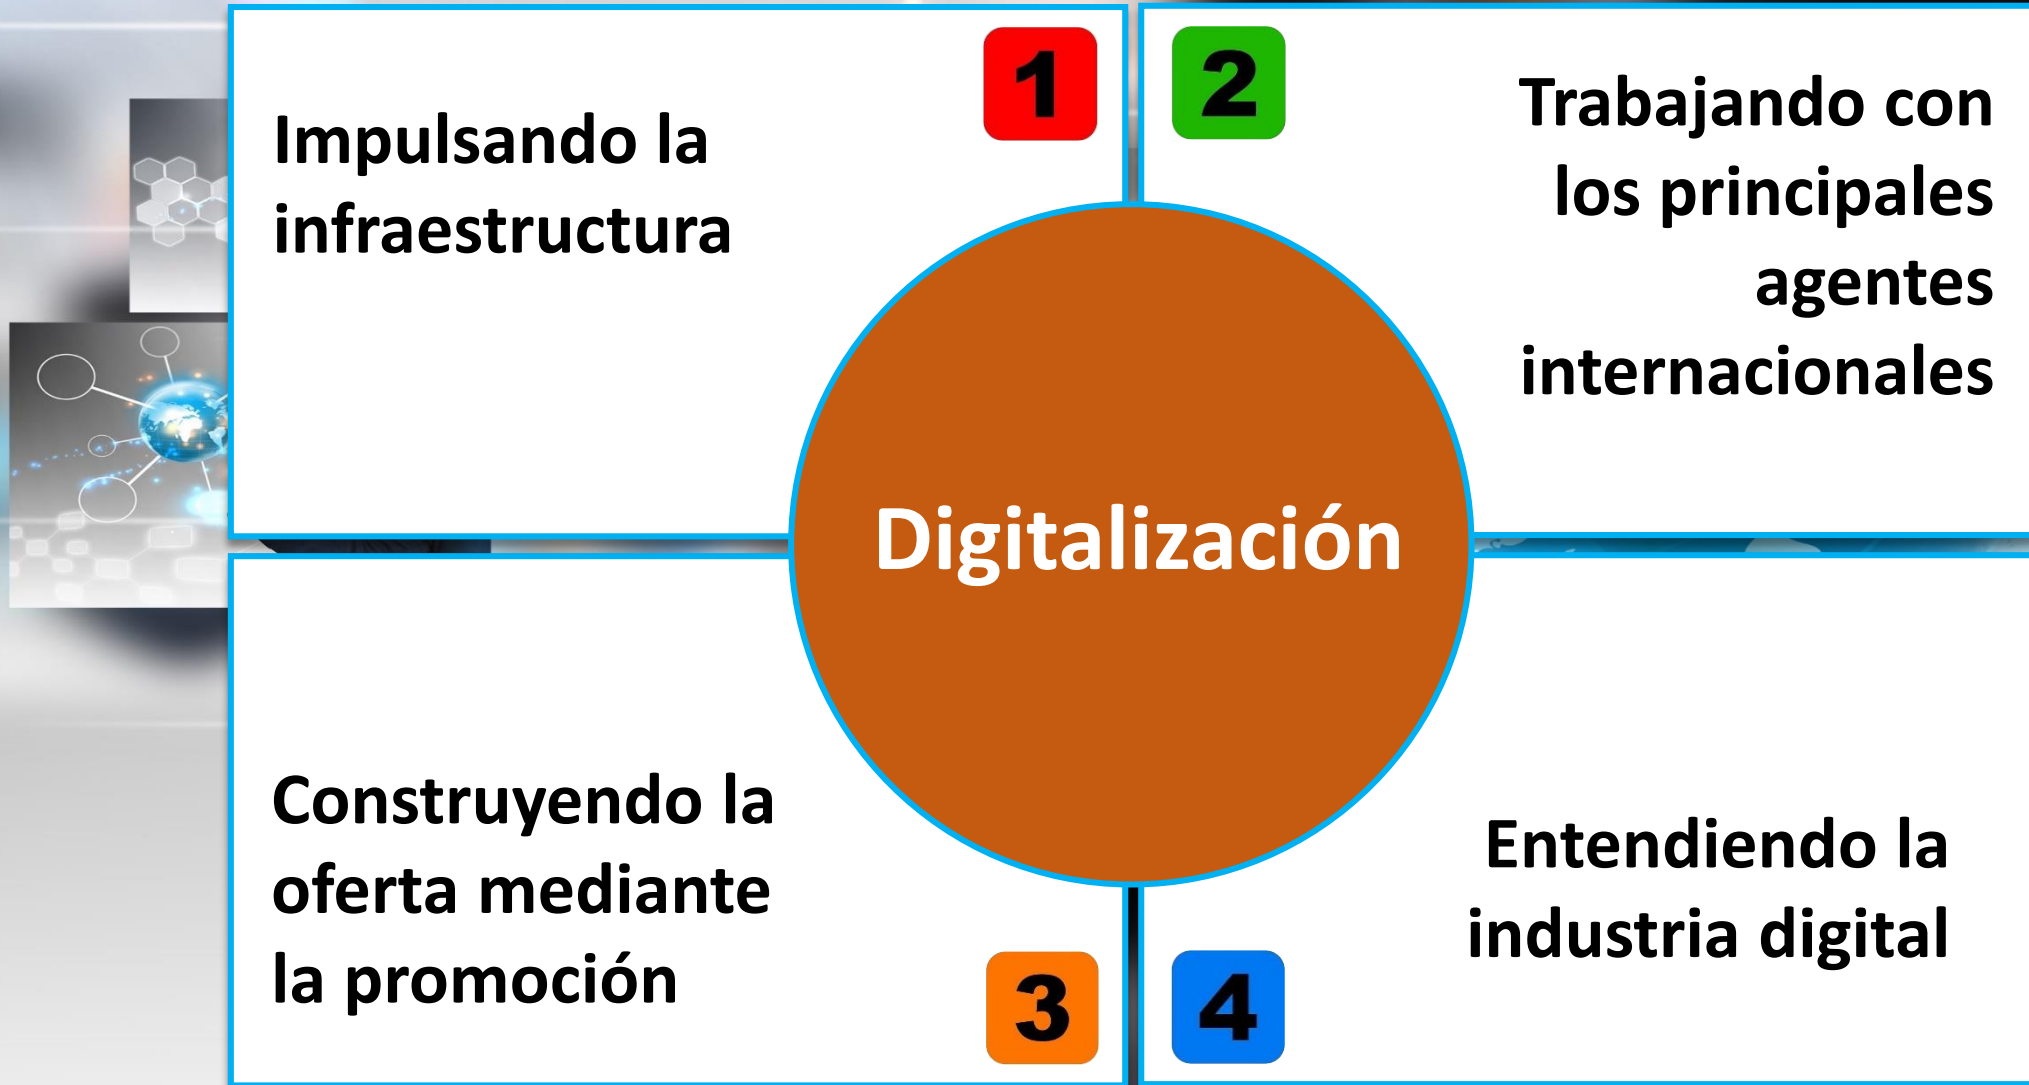 1
Impulsando la
infraestructura
2
Trabajando con
los principales
agentes
internacionales
Digitalización
Construyendo la
oferta mediante
la promoción
3
Entendiendo la
industria digital
4